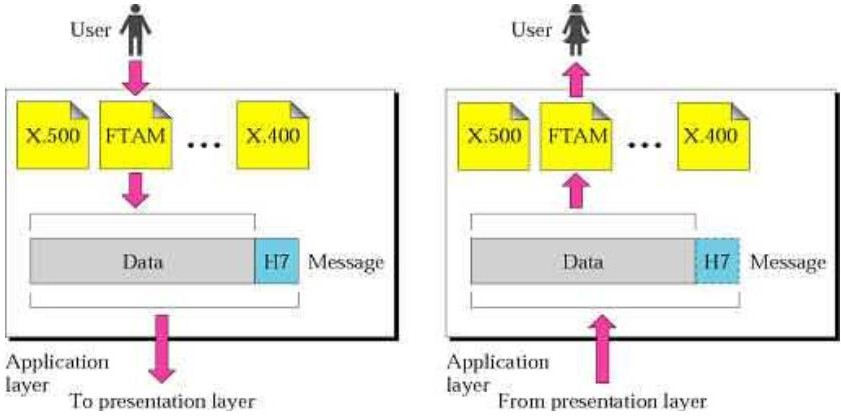 User
X.500
FTAM
...
X.400
Data
H7
Message
Application
layer
To presentation layer
User
X.500
FTAM
...
X.400
Data
H7
Message
Application
layer
From presentation layer